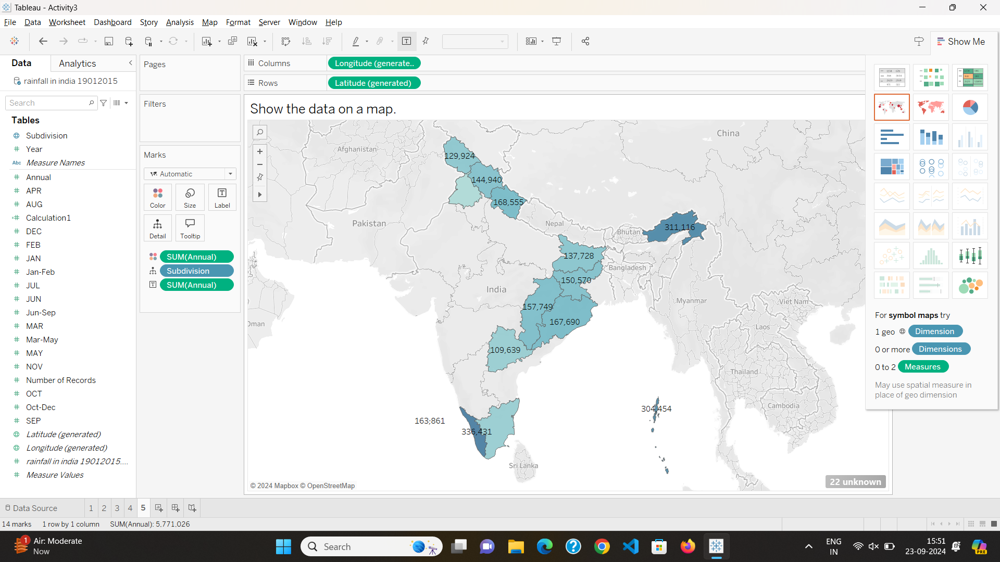 Tableau - Activity3
File Data Worksheet Dashboard Story Analysis Map Format Server Window Help
Show Me
Data Analytics
rainfall in india 19012015
Search
Tables
Subdivision
Year
Abc Measure Names
Annual
APR
AUG
Calculation1
DEC
FEB
JAN
Jan-Feb
JUL
JUN
Jun-Sep
MAR
Mar-May
MAY
NOV
Number of Records
OCT
Oct-Dec
SEP
Latitude (generated)
Longitude (generated)
rainfall in india 19012015....
Measure Values
Pages
Filters
Marks
Automatic
Color Size Label
Detail Tooltip
SUM(Annual)
Subdivision
SUM(Annual)
Columns Longitude (generate..
Rows Latitude (generated)
Show the data on a map.
China
Afghanistan
129,924
144,940
168,555
Pakistan
Nepal
Bhutan
311,116
137,728
Bangladesh
150,570
India
Myanmar
Viet Nam
157,749
167,690
Oman
Laos
109,639
Thailand
Cambodia
304,454
163,861
336,431
Sri Lanka
© 2024 Mapbox © OpenStreetMap
22 unknown
For symbol maps try
1 geo Dimension
0 or more Dimensions
0 to 2 Measures
May use spatial measure in
place of geo dimension
Data Source 1 2 3 4 5
14 marks 1 row by 1 column SUM(Annual): 5,771,026
1 Air: Moderate
Now
Search
ENG
IN
15:51
23-09-2024
PRE